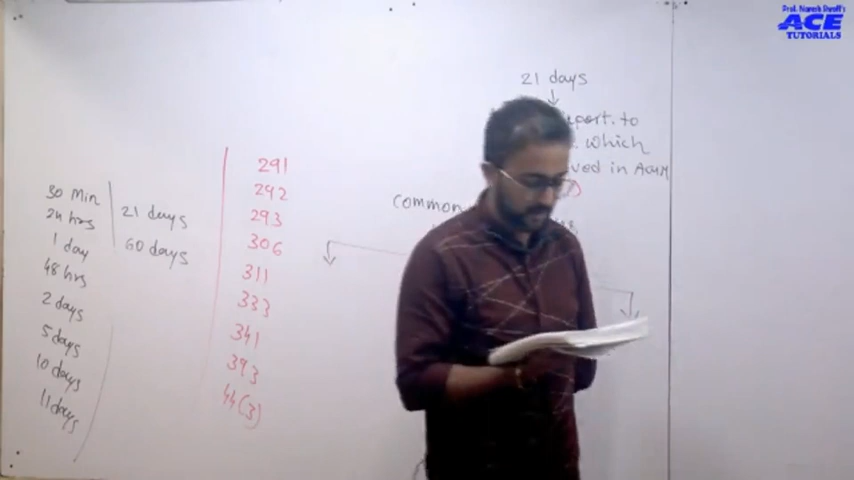 Prof. Naresh Shroff's
ACE
TUTORIALS
30 Min
24 hrs
1 day
48 hrs
2 days
5 days
10 days
11 days
21 days
60 days
291
292
293
306
311
333
341
393
44(3)
21 days
port. to
which
ved in AGM
Common